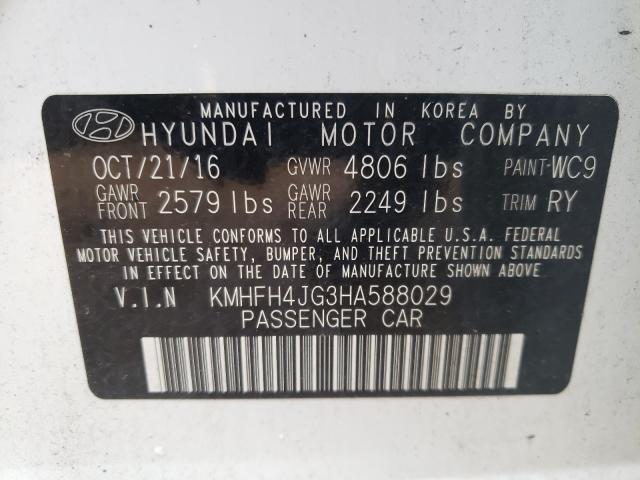 MANUFACTURED IN KOREA BY
HYUNDAI MOTOR COMPANY
OCT/21/16 GVWR 4806 lbs PAINT-WC9
GAWR FRONT 2579 lbs GAWR REAR 2249 lbs TRIM RY
THIS VEHICLE CONFORMS TO ALL APPLICABLE U.S.A. FEDERAL
MOTOR VEHICLE SAFETY, BUMPER, AND THEFT PREVENTION STANDARDS
IN EFFECT ON THE DATE OF MANUFACTURE SHOWN ABOVE
V.I.N KMHFH4JG3HA588029
PASSENGER CAR